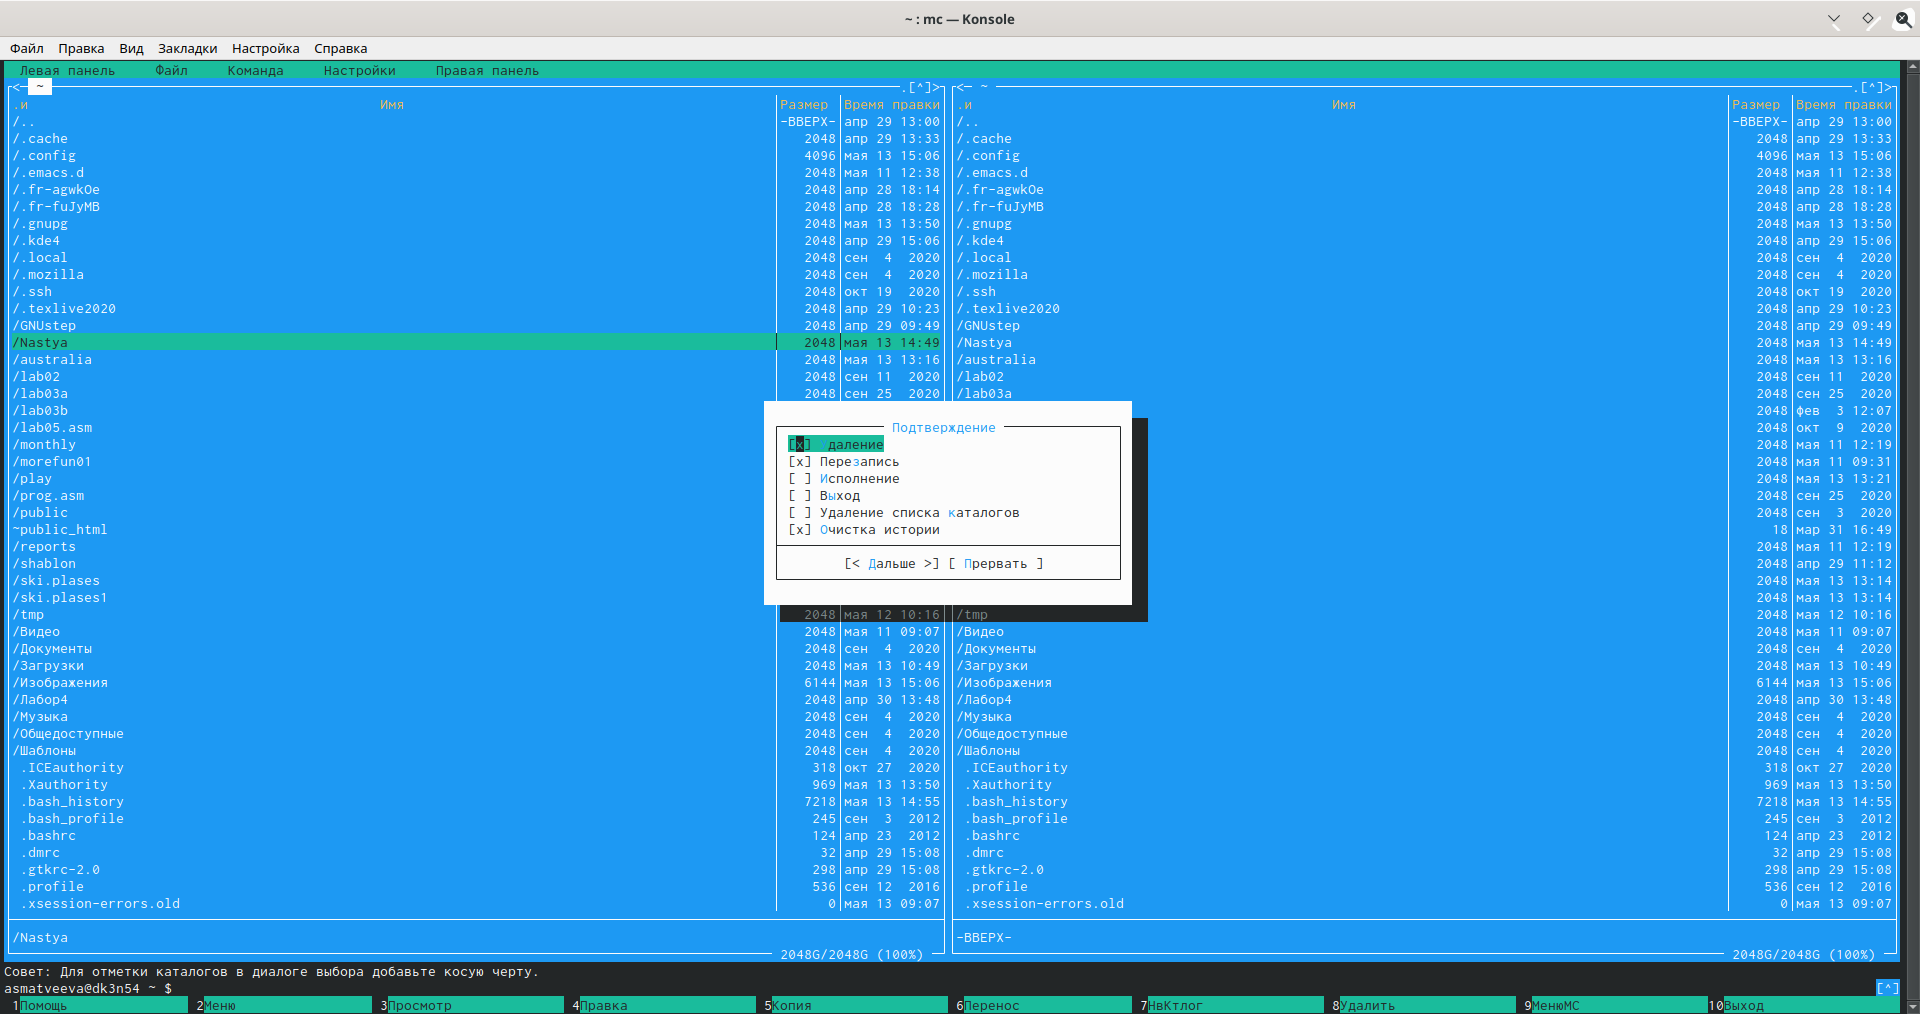 ~ : mc — Konsole
Файл Правка Вид Закладки Настройка Справка
Левая панель Файл Команда Настройки Правая панель
<— ~ .[^]> <— ~ .[^]>
.и Имя Размер Время правки .и Имя Размер Время правки
/.. -ВВЕРХ- апр 29 13:00 /.. -ВВЕРХ- апр 29 13:00
/.cache 2048 апр 29 13:33 /.cache 2048 апр 29 13:33
/.config 4096 мая 13 15:06 /.config 4096 мая 13 15:06
/.emacs.d 2048 мая 11 12:38 /.emacs.d 2048 мая 11 12:38
/.fr-agwkOe 2048 апр 28 18:14 /.fr-agwkOe 2048 апр 28 18:14
/.fr-fuJyMB 2048 апр 28 18:28 /.fr-fuJyMB 2048 апр 28 18:28
/.gnupg 2048 мая 13 13:50 /.gnupg 2048 мая 13 13:50
/.kde4 2048 апр 29 15:06 /.kde4 2048 апр 29 15:06
/.local 2048 сен 4 2020 /.local 2048 сен 4 2020
/.mozilla 2048 сен 4 2020 /.mozilla 2048 сен 4 2020
/.ssh 2048 окт 19 2020 /.ssh 2048 окт 19 2020
/.texlive2020 2048 апр 29 10:23 /.texlive2020 2048 апр 29 10:23
/GNUstep 2048 апр 29 09:49 /GNUstep 2048 апр 29 09:49
/Nastya 2048 мая 13 14:49 /Nastya 2048 мая 13 14:49
/australia 2048 мая 13 13:16 /australia 2048 мая 13 13:16
/lab02 2048 сен 11 2020 /lab02 2048 сен 11 2020
/lab03a 2048 сен 25 2020 /lab03a 2048 сен 25 2020
/lab03b 2048 фев 3 12:07
/lab05.asm Подтверждение 2048 окт 9 2020
/monthly [x] Удаление 2048 мая 11 12:19
/morefun01 [x] Перезапись 2048 мая 11 09:31
/play [ ] Исполнение 2048 мая 13 13:21
/prog.asm [ ] Выход 2048 сен 25 2020
/public [ ] Удаление списка каталогов 2048 сен 3 2020
~public_html [x] Очистка истории 18 мар 31 16:49
/reports 2048 мая 11 12:19
/shablon [< Дальше >] [ Прервать ] 2048 апр 29 11:12
/ski.plases 2048 мая 13 13:14
/ski.plases1 2048 мая 13 13:14
/tmp 2048 мая 12 10:16 /tmp 2048 мая 12 10:16
/Видео 2048 мая 11 09:07 /Видео 2048 мая 11 09:07
/Документы 2048 сен 4 2020 /Документы 2048 сен 4 2020
/Загрузки 2048 мая 13 10:49 /Загрузки 2048 мая 13 10:49
/Изображения 6144 мая 13 15:06 /Изображения 6144 мая 13 15:06
/Лабор4 2048 апр 30 13:48 /Лабор4 2048 апр 30 13:48
/Музыка 2048 сен 4 2020 /Музыка 2048 сен 4 2020
/Общедоступные 2048 сен 4 2020 /Общедоступные 2048 сен 4 2020
/Шаблоны 2048 сен 4 2020 /Шаблоны 2048 сен 4 2020
.ICEauthority 318 окт 27 2020 .ICEauthority 318 окт 27 2020
.Xauthority 969 мая 13 13:50 .Xauthority 969 мая 13 13:50
.bash_history 7218 мая 13 14:55 .bash_history 7218 мая 13 14:55
.bash_profile 245 сен 3 2012 .bash_profile 245 сен 3 2012
.bashrc 124 апр 23 2012 .bashrc 124 апр 23 2012
.dmrc 32 апр 29 15:08 .dmrc 32 апр 29 15:08
.gtkrc-2.0 298 апр 29 15:08 .gtkrc-2.0 298 апр 29 15:08
.profile 536 сен 12 2016 .profile 536 сен 12 2016
.xsession-errors.old 0 мая 13 09:07 .xsession-errors.old 0 мая 13 09:07
/Nastya -ВВЕРХ-
2048G/2048G (100%) 2048G/2048G (100%)
Совет: Для отметки каталогов в диалоге выбора добавьте косую черту.
asmatveeva@dk3n54 ~ $ [^]
1Помощь 2Меню 3Просмотр 4Правка 5Копия 6Перенос 7НвКтлог 8Удалить 9МенюМС 10Выход